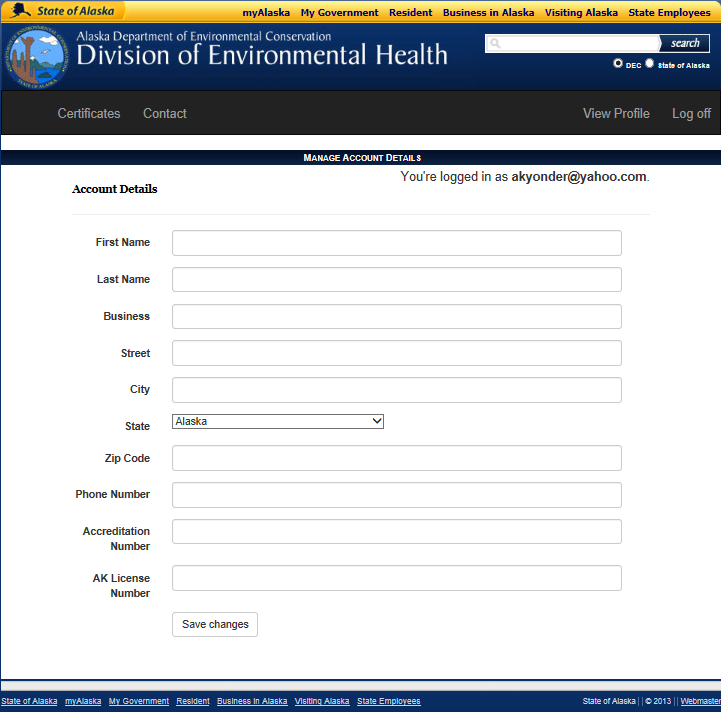 State of Alaska
myAlaska My Government Resident Business in Alaska Visiting Alaska State Employees
Alaska Department of Environmental Conservation
Division of Environmental Health
search
DEC State of Alaska
Certificates Contact View Profile Log off
MANAGE ACCOUNT DETAILS
You're logged in as akyonder@yahoo.com.
Account Details
First Name
Last Name
Business
Street
City
State Alaska
Zip Code
Phone Number
Accreditation
Number
AK License
Number
Save changes
State of Alaska myAlaska My Government Resident Business in Alaska Visiting Alaska State Employees State of Alaska || © 2013 || Webmaster